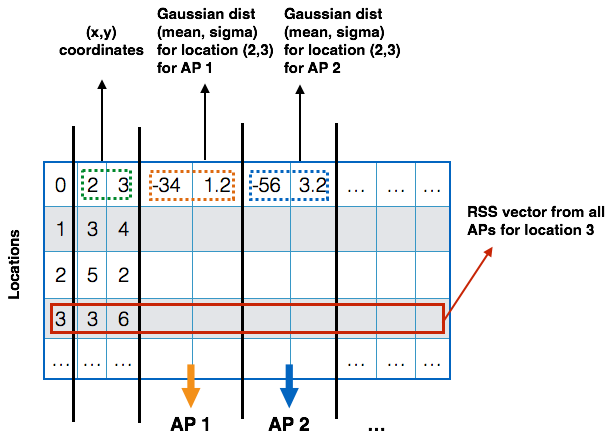 (x,y)
coordinates
Gaussian dist
(mean, sigma)
for location (2,3)
for AP 1
Gaussian dist
(mean, sigma)
for location (2,3)
for AP 2
Locations
0 2 3 -34 1.2 -56 3.2 ... ... ...
1 3 4
2 5 2
3 3 6
... ... ... ... ... ... ... ... ... ...
RSS vector from all
APs for location 3
AP 1 AP 2 ...